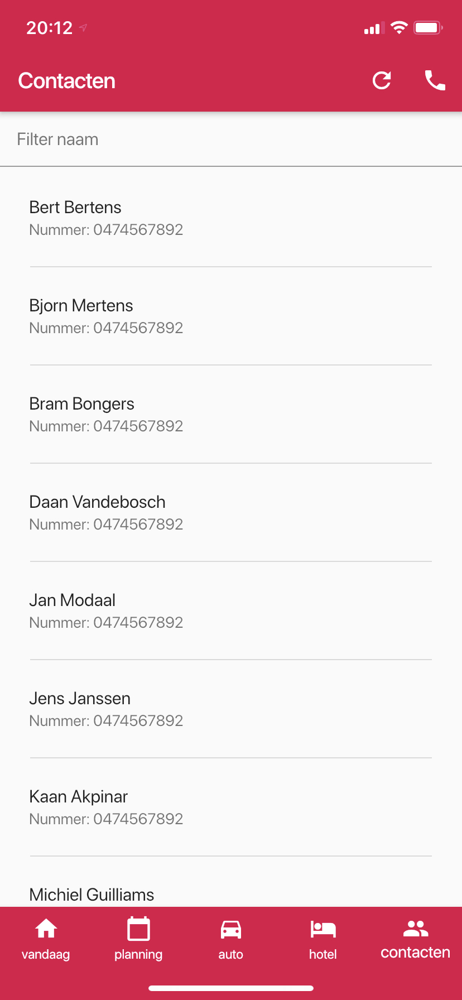 20:12
Contacten
Filter naam
Bert Bertens
Nummer: 0474567892
Bjorn Mertens
Nummer: 0474567892
Bram Bongers
Nummer: 0474567892
Daan Vandebosch
Nummer: 0474567892
Jan Modaal
Nummer: 0474567892
Jens Janssen
Nummer: 0474567892
Kaan Akpinar
Nummer: 0474567892
Michiel Guilliams
vandaag planning auto hotel contacten